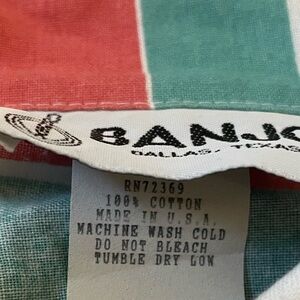 BANJO
DALLAS, TEXAS
RN72369
100% COTTON
MADE IN U.S.A.
MACHINE WASH COLD
DO NOT BLEACH
TUMBLE DRY LOW